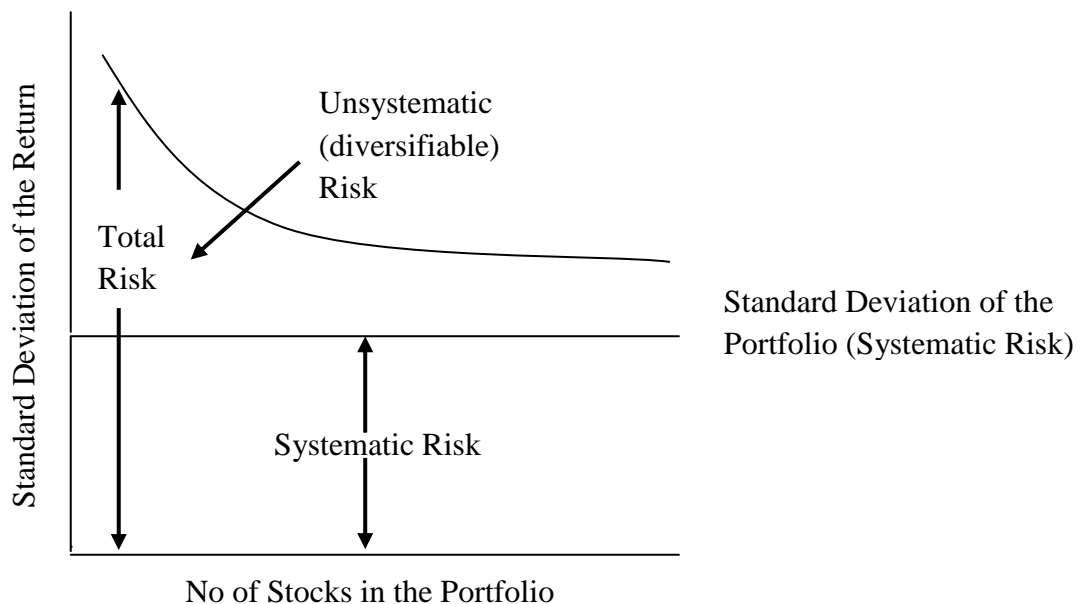 Standard Deviation of the Return
Unsystematic
(diversifiable)
Risk
Total
Risk
Standard Deviation of the
Portfolio (Systematic Risk)
Systematic Risk
No of Stocks in the Portfolio